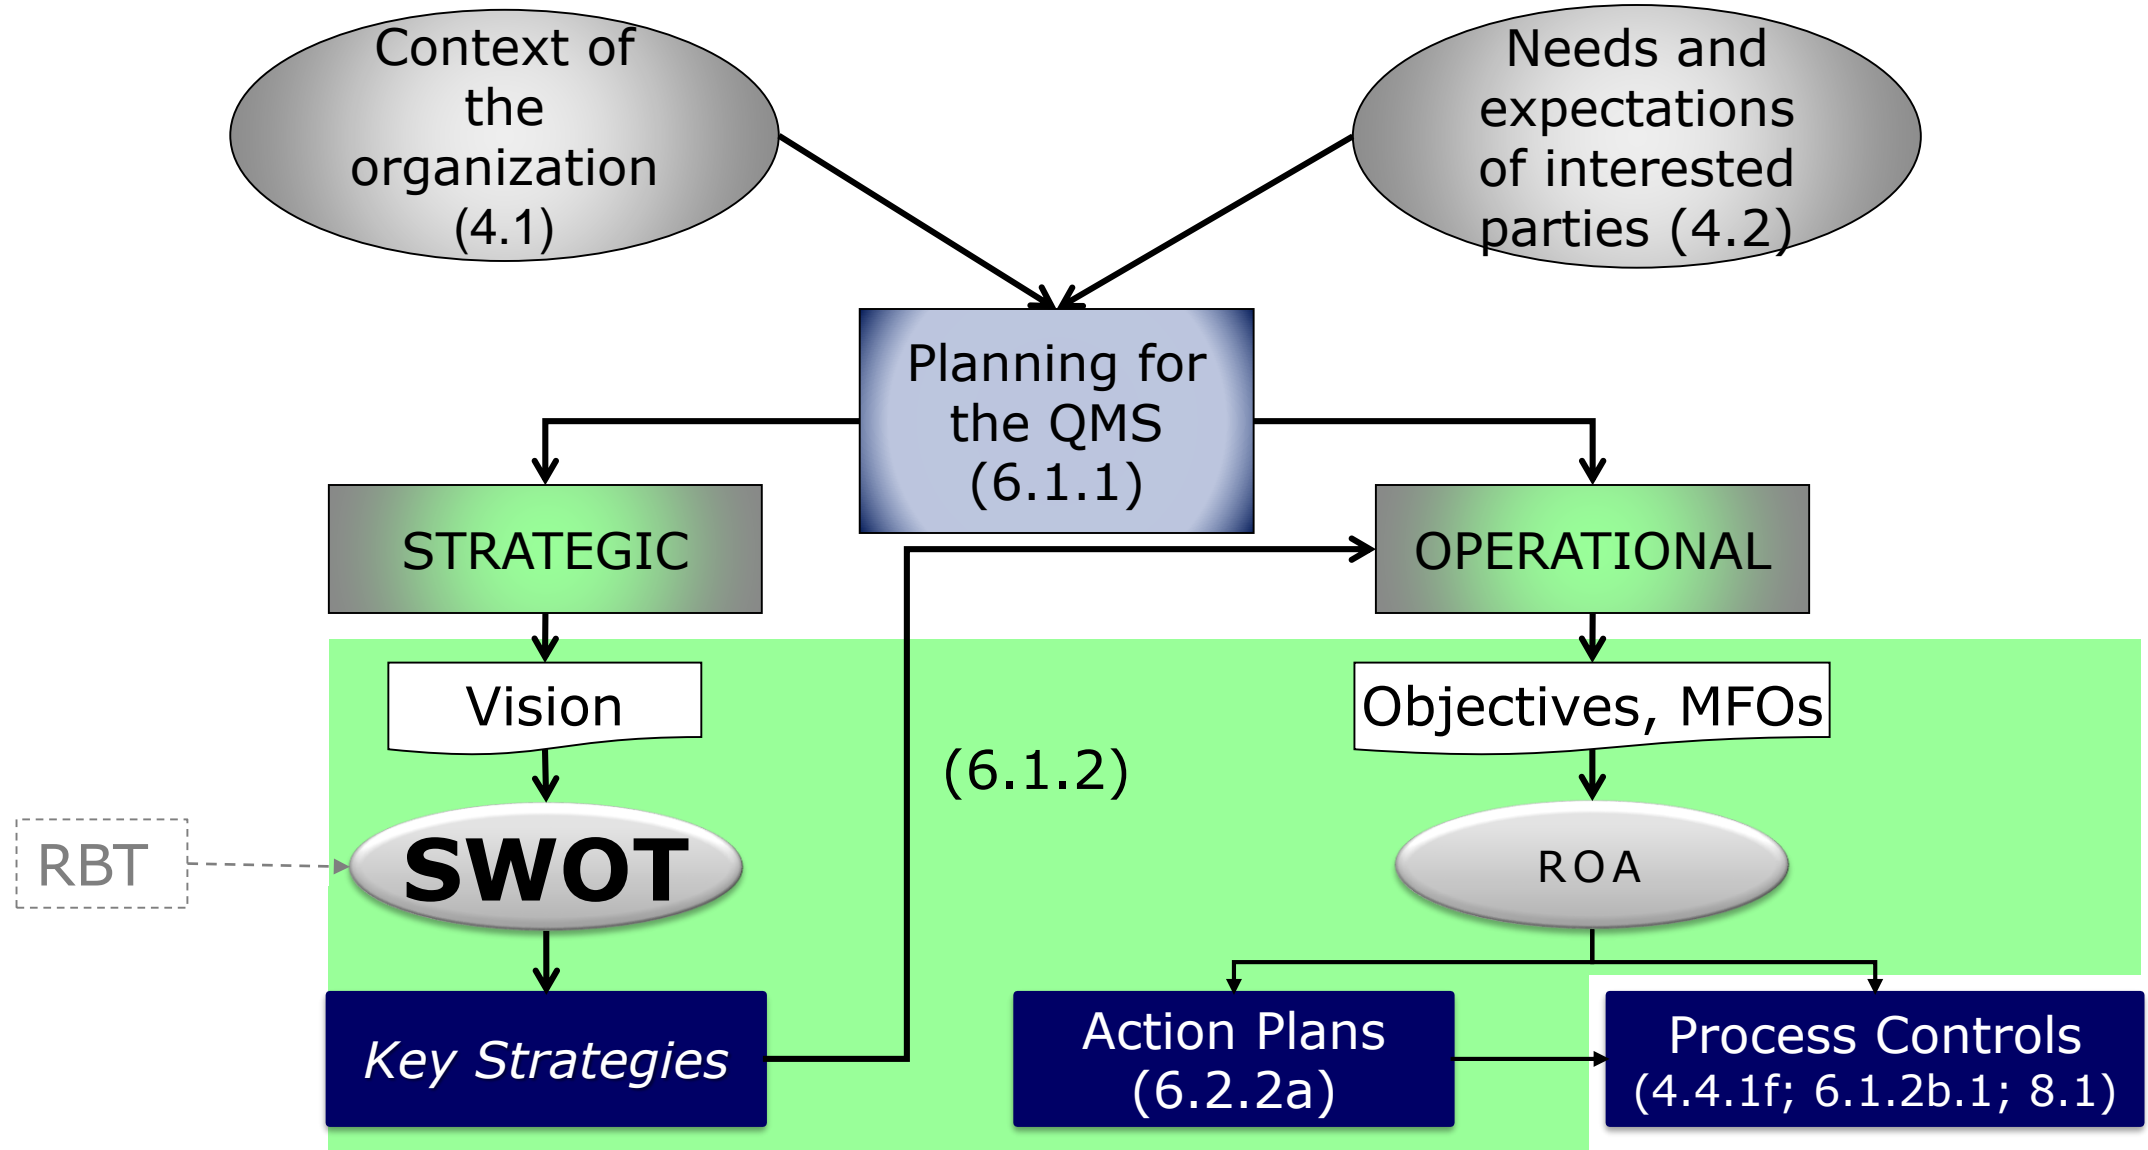 Context of
the
organization
(4.1)
Needs and
expectations
of interested
parties (4.2)
Planning for
the QMS
(6.1.1)
STRATEGIC
OPERATIONAL
Vision
Objectives, MFOs
(6.1.2)
RBT
SWOT
ROA
Key Strategies
Action Plans
(6.2.2a)
Process Controls
(4.4.1f; 6.1.2b.1; 8.1)